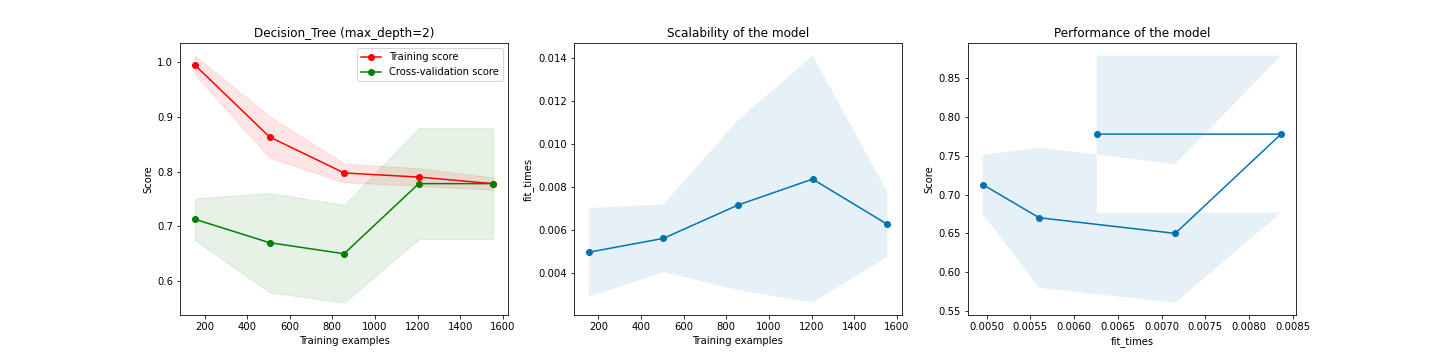 Decision_Tree (max_depth=2)
Score
1.0
0.9
0.8
0.7
0.6
Training score
Cross-validation score
200 400 600 800 1000 1200 1400 1600
Training examples
Scalability of the model
fit_times
0.014
0.012
0.010
0.008
0.006
0.004
200 400 600 800 1000 1200 1400 1600
Training examples
Performance of the model
Score
0.85
0.80
0.75
0.70
0.65
0.60
0.55
0.0050 0.0055 0.0060 0.0065 0.0070 0.0075 0.0080 0.0085
fit_times